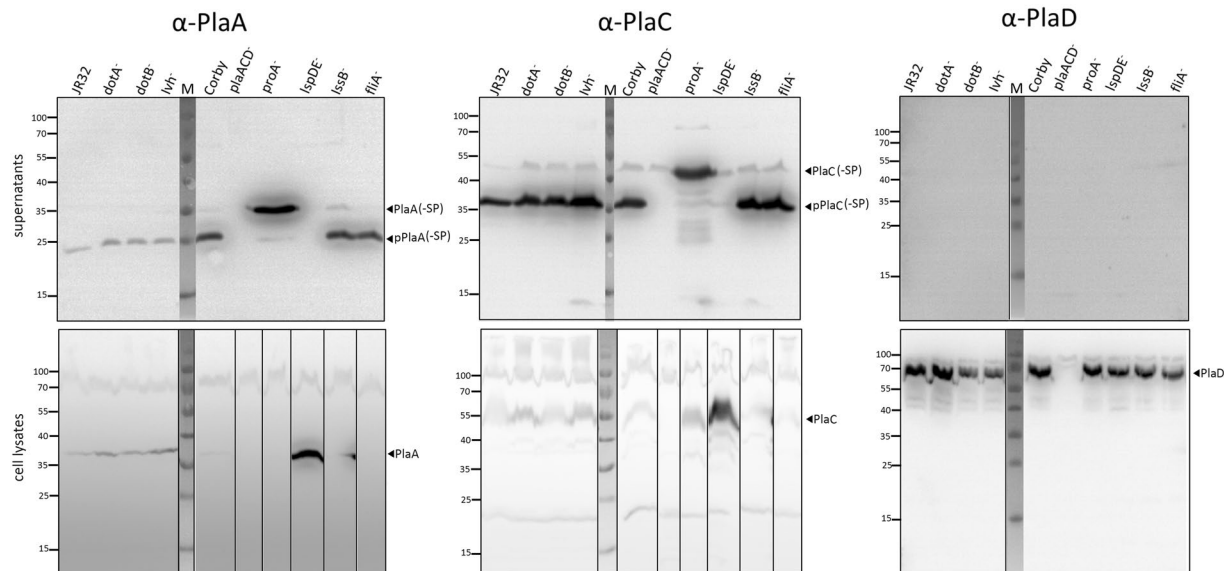 α-PlaA
α-PlaC
α-PlaD
JR32 dotA⁻ dotB⁻ lvh⁻ M Corby plaACD⁻ proA⁻ lspDE⁻ lssB⁻ fliA⁻
JR32 dotA⁻ dotB⁻ lvh⁻ M Corby plaACD⁻ proA⁻ lspDE⁻ lssB⁻ fliA⁻
JR32 dotA⁻ dotB⁻ lvh⁻ M Corby plaACD⁻ proA⁻ lspDE⁻ lssB⁻ fliA⁻
supernatants
100
70
55
40
35
25
15
PlaA(-SP)
pPlaA(-SP)
100
70
55
40
35
25
15
PlaC(-SP)
pPlaC(-SP)
100
70
55
40
35
25
15
cell lysates
100
70
55
40
35
25
15
PlaA
100
70
55
40
35
25
15
PlaC
100
70
55
40
35
25
15
PlaD